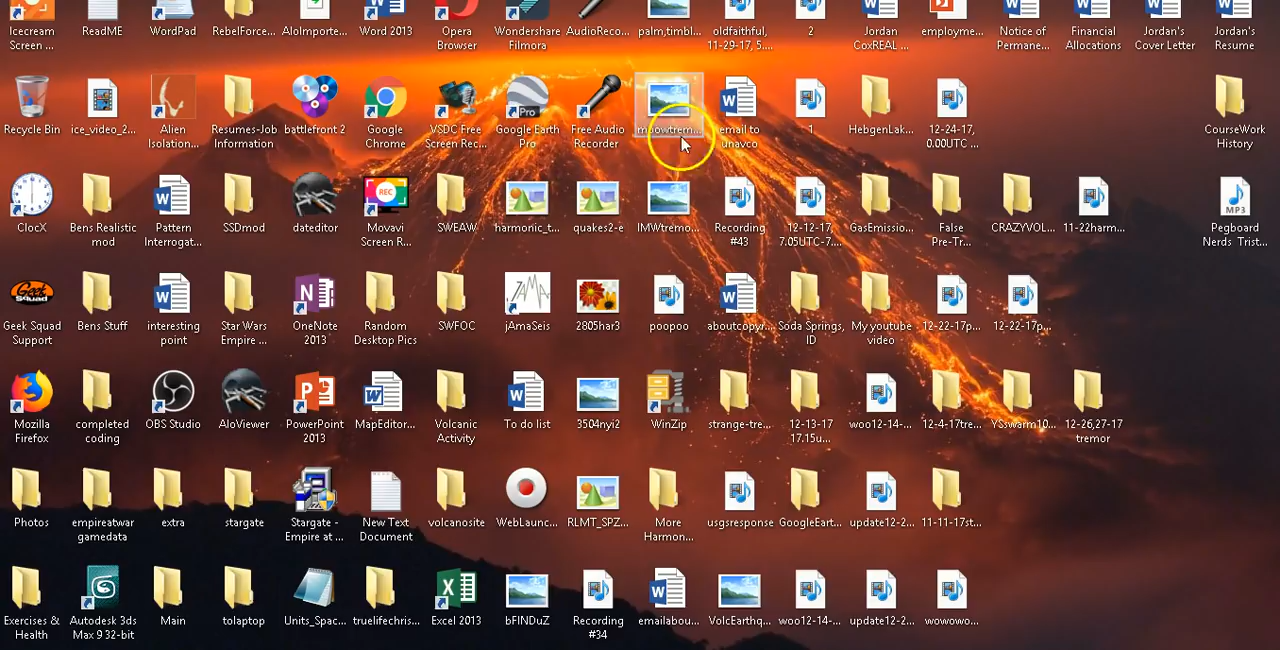 Icecream
Screen ...
ReadME
WordPad
RebelForce...
AloImporte...
Word 2013
Opera
Browser
Wondershare
Filmora
AudioReco...
palm,timbl...
oldfaithful,
11-29-17, 5....
2
Jordan
CoxREAL ...
employme...
Notice of
Permane...
Financial
Allocations
Jordan's
Cover Letter
Jordan's
Resume
Recycle Bin
ice_video_2...
Alien
Isolation...
Resumes-Job
Information
battlefront 2
Google
Chrome
VSDC Free
Screen Rec...
Pro
Google Earth
Pro
Free Audio
Recorder
email to
unavco
1
HebgenLak...
12-24-17,
0.00UTC ...
CourseWork
History
ClocX
Bens Realistic
mod
Pattern
Interrogat...
SSDmod
dateditor
REC
Movavi
Screen R...
SWEAW
harmonic_t...
quakes2-e
IMWtremo...
Recording
#43
12-12-17,
7.05UTC-7....
GasEmissio...
False
Pre-Tr...
CRAZYVOL...
11-22harm...
MP3
Pegboard
Nerds Trist...
Geek
Squad
Geek Squad
Support
Bens Stuff
interesting
point
Star Wars
Empire ...
OneNote
2013
Random
Desktop Pics
SWFOC
JAMA
jAmaSeis
2805har3
poopoo
aboutcopyr...
Soda Springs,
ID
My youtube
video
12-22-17p...
12-22-17p...
Mozilla
Firefox
completed
coding
OBS Studio
AloViewer
PowerPoint
2013
MapEditor...
Volcanic
Activity
To do list
3504nyi2
WinZip
strange-tre...
12-13-17
17.15u...
woo12-14-...
12-4-17tre...
YSswarm10...
12-26,27-17
tremor
Photos
empireatwar
gamedata
extra
stargate
Stargate -
Empire at ...
New Text
Document
volcanosite
WebLaunc...
RLMT_SPZ...
More
Harmon...
usgsresponse
GoogleEart...
update12-2...
11-11-17st...
Exercises &
Health
Autodesk 3ds
Max 9 32-bit
Main
tolaptop
Units_Spac...
truelifechris...
Excel 2013
bFINDuZ
Recording
#34
emailabou...
VolcEarthq...
woo12-14-...
update12-2...
wowowo...